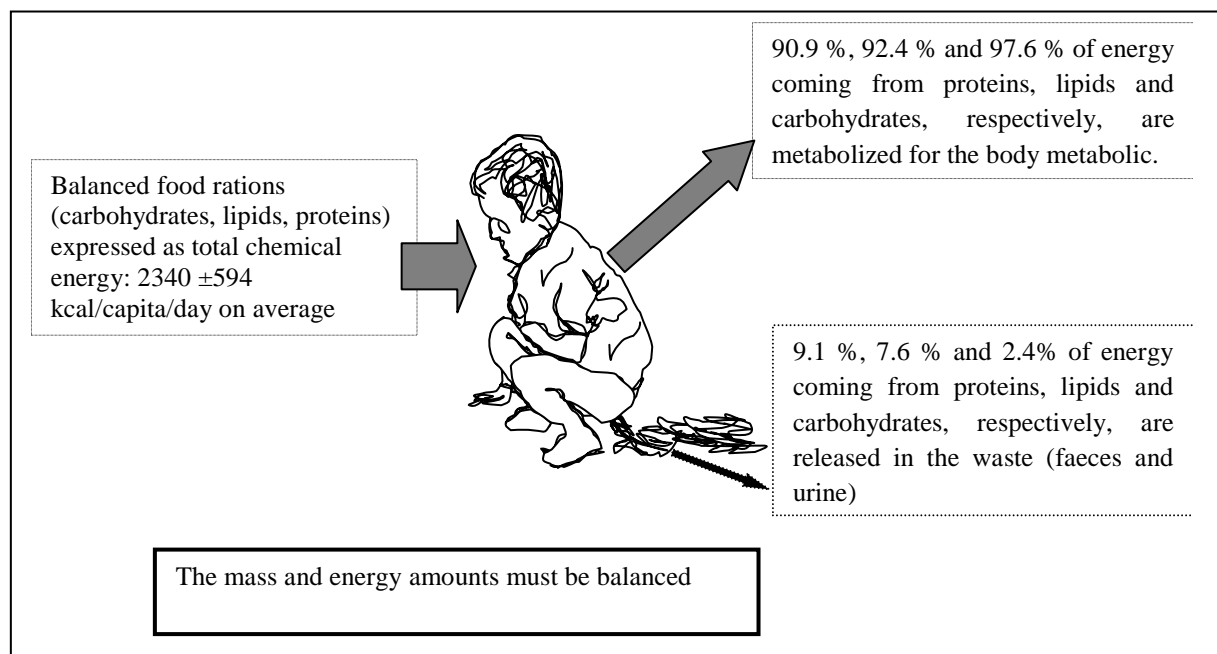 90.9 %, 92.4 % and 97.6 % of energy
coming from proteins, lipids and
carbohydrates, respectively, are
metabolized for the body metabolic.
Balanced food rations
(carbohydrates, lipids, proteins)
expressed as total chemical
energy: 2340 ±594
kcal/capita/day on average
9.1 %, 7.6 % and 2.4% of energy
coming from proteins, lipids and
carbohydrates, respectively, are
released in the waste (faeces and
urine)
The mass and energy amounts must be balanced